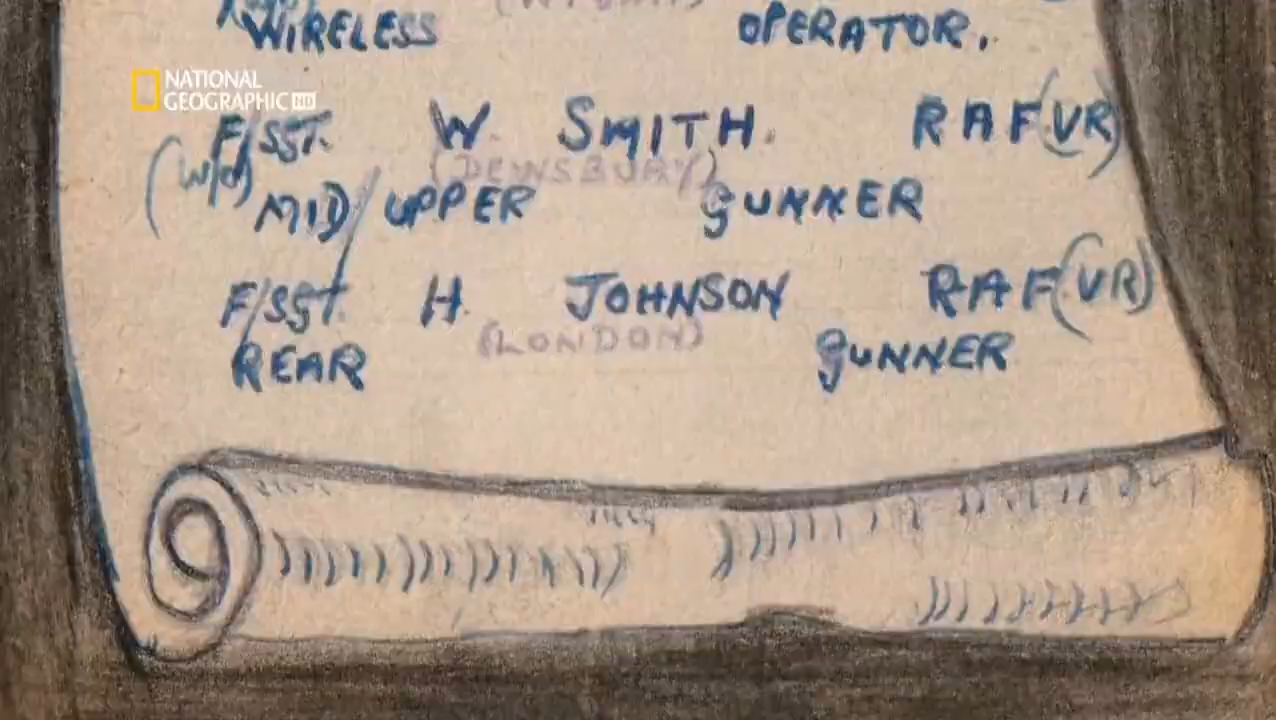 WIRELESS OPERATOR.
NATIONAL
GEOGRAPHIC HD
F/SGT. W. SMITH. RAF(VR)
(W/d) (DEWSBURY)
MID/UPPER GUNNER
F/SGT. H. JOHNSON RAF(VR)
(LONDON)
REAR GUNNER